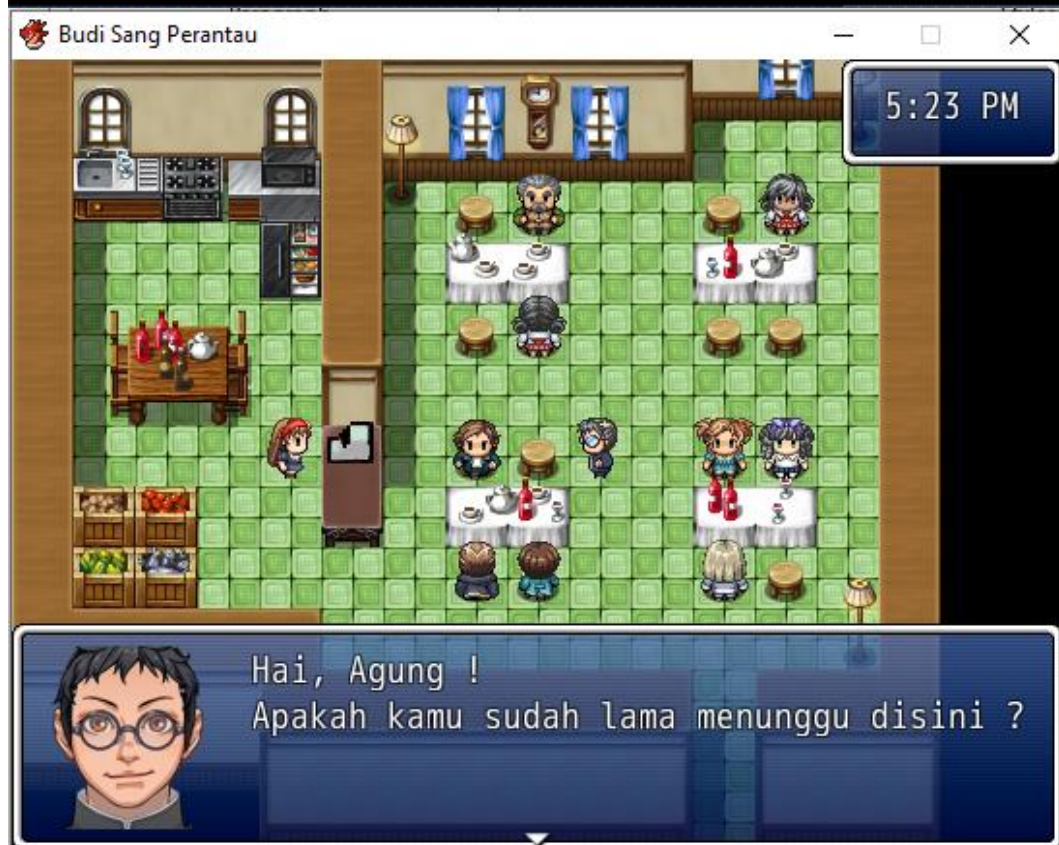 Budi Sang Perantau
5:23 PM
Hai, Agung !
Apakah kamu sudah lama menunggu disini ?